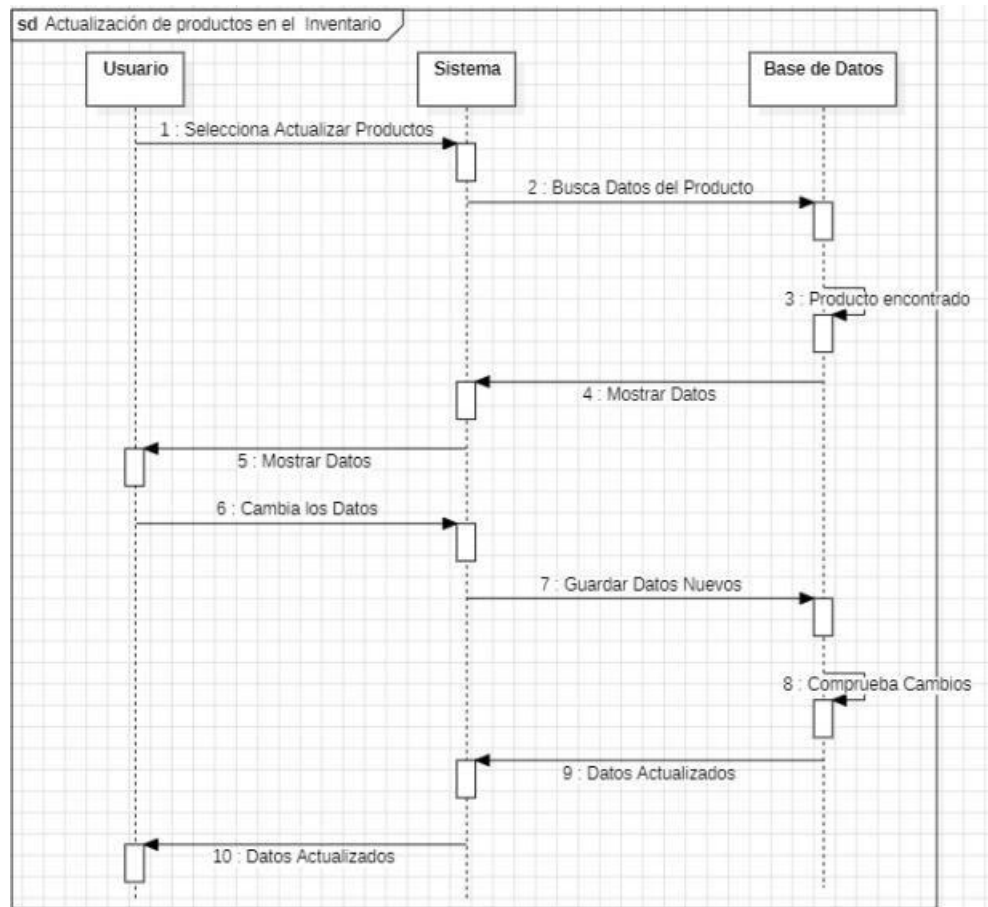 sd Actualización de productos en el Inventario
Usuario
Sistema
Base de Datos
1 : Selecciona Actualizar Productos
2 : Busca Datos del Producto
3 : Producto encontrado
4 : Mostrar Datos
5 : Mostrar Datos
6 : Cambia los Datos
7 : Guardar Datos Nuevos
8 : Comprueba Cambios
9 : Datos Actualizados
10 : Datos Actualizados